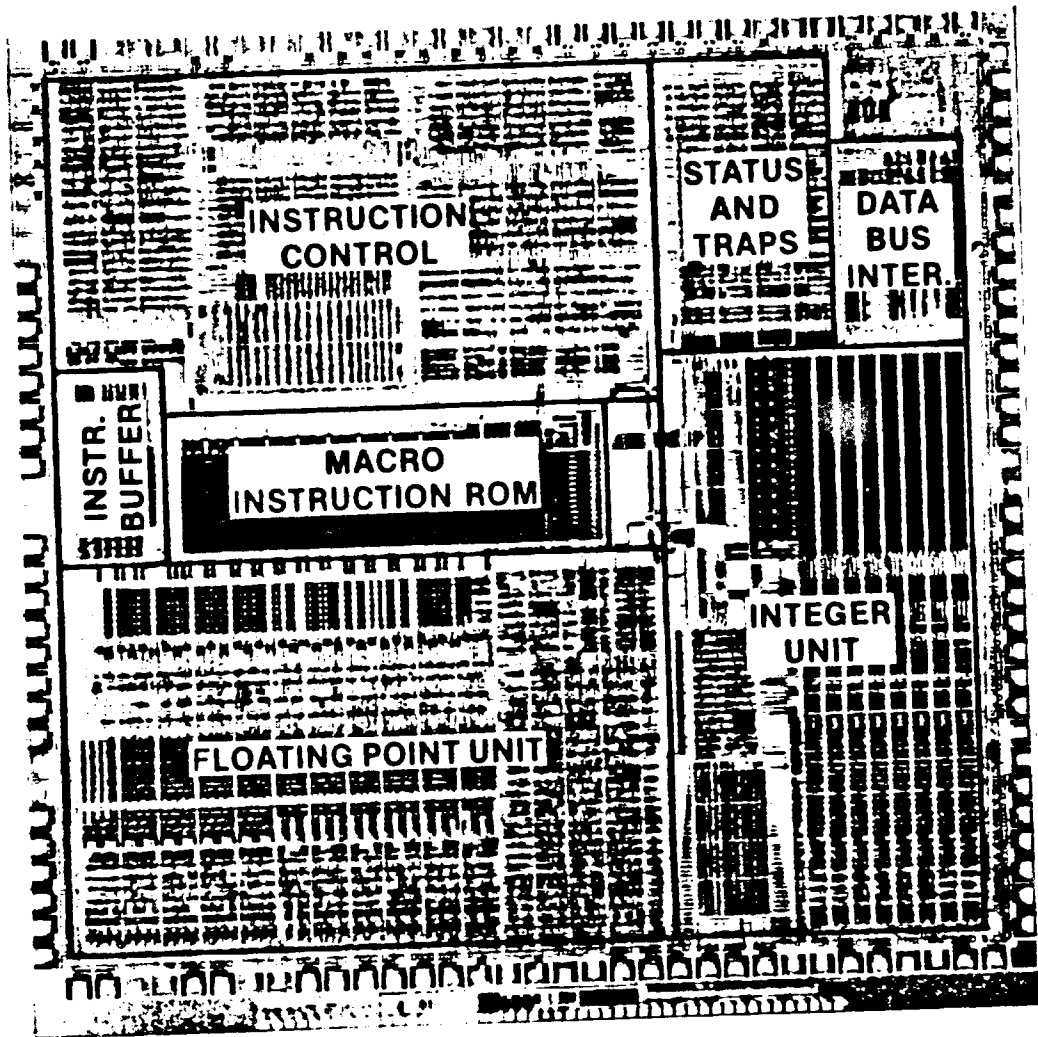 INSTRUCTION
CONTROL
STATUS
AND
TRAPS
DATA
BUS
INTER.
INSTR.
BUFFER
MACRO
INSTRUCTION ROM
INTEGER
UNIT
FLOATING POINT UNIT